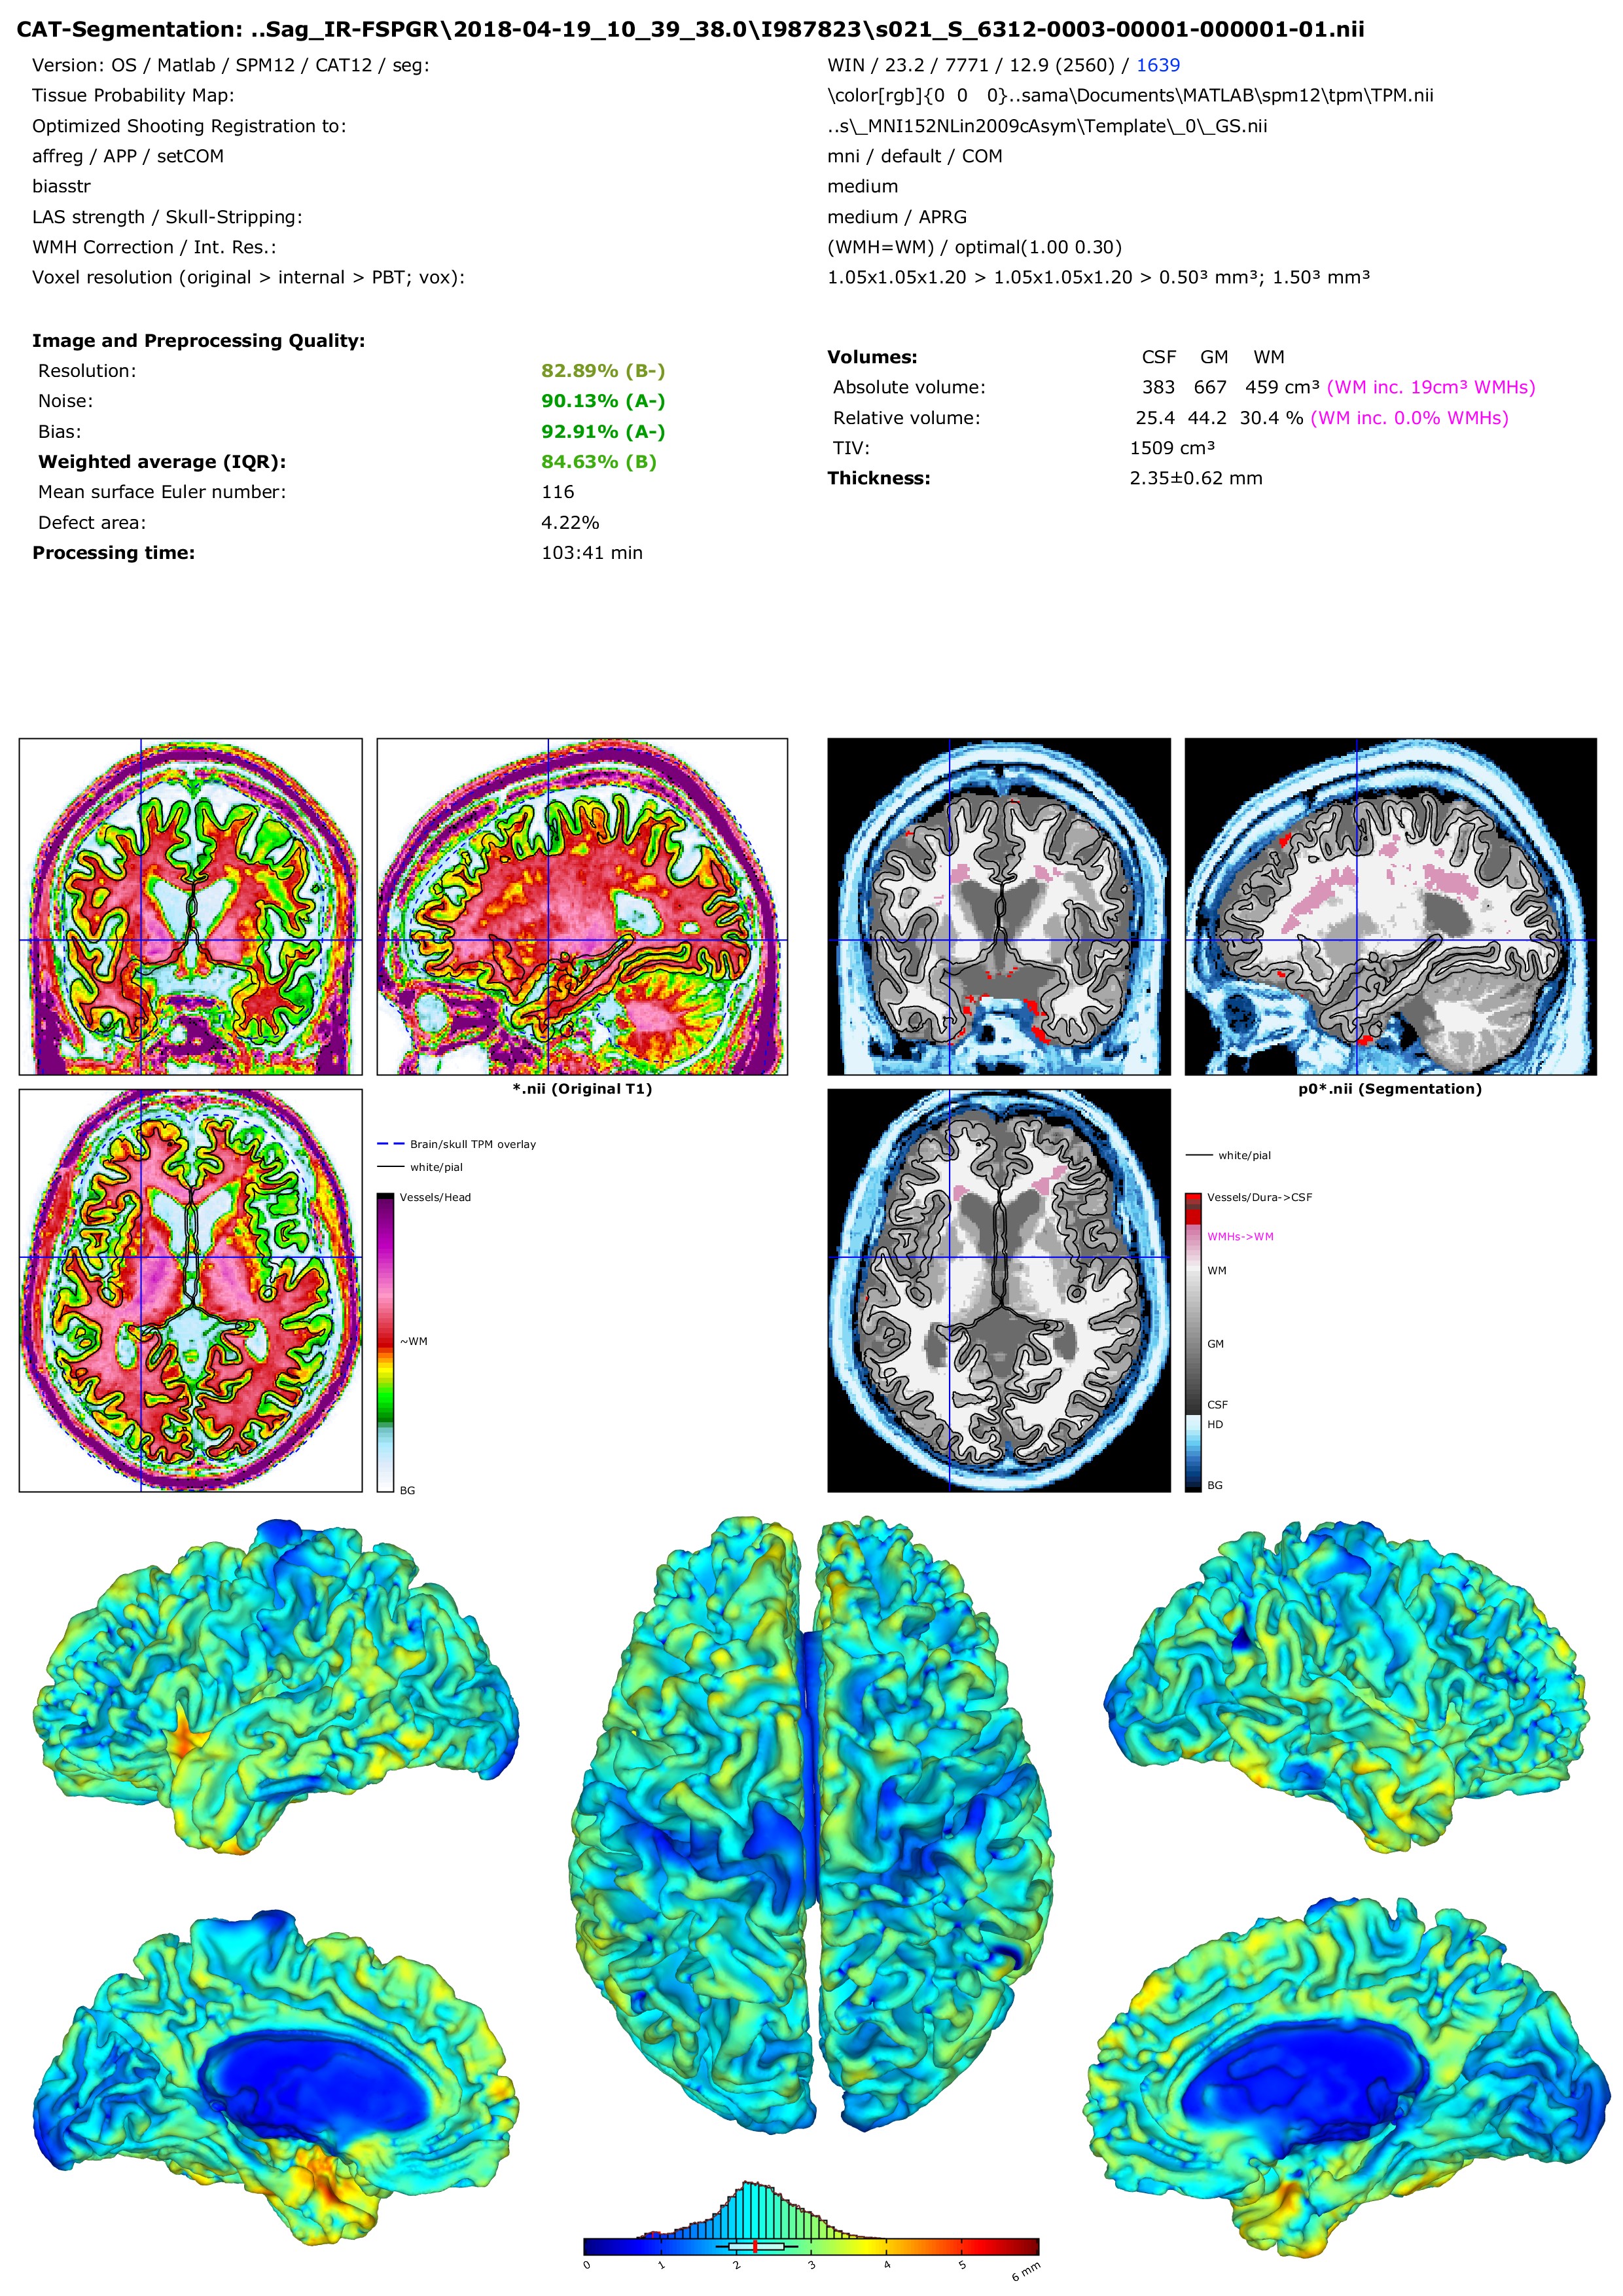 CAT-Segmentation: ..Sag_IR-FSPGR\2018-04-19_10_39_38.0\I987823\s021_S_6312-0003-00001-000001-01.nii
Version: OS / Matlab / SPM12 / CAT12 / seg: WIN / 23.2 / 7771 / 12.9 (2560) / 1639
Tissue Probability Map: \color[rgb]{0 0 0}..sama\Documents\MATLAB\spm12\tpm\TPM.nii
Optimized Shooting Registration to: ..s\_MNI152NLin2009cAsym\Template\_0\_GS.nii
affreg / APP / setCOM mni / default / COM
biasstr medium
LAS strength / Skull-Stripping: medium / APRG
WMH Correction / Int. Res.: (WMH=WM) / optimal(1.00 0.30)
Voxel resolution (original > internal > PBT; vox): 1.05x1.05x1.20 > 1.05x1.05x1.20 > 0.50³ mm³; 1.50³ mm³
Image and Preprocessing Quality:
Resolution: 82.89% (B-)
Noise: 90.13% (A-)
Bias: 92.91% (A-)
Weighted average (IQR): 84.63% (B)
Mean surface Euler number: 116
Defect area: 4.22%
Processing time: 103:41 min
Volumes: CSF GM WM
Absolute volume: 383 667 459 cm³ (WM inc. 19cm³ WMHs)
Relative volume: 25.4 44.2 30.4 % (WM inc. 0.0% WMHs)
TIV: 1509 cm³
Thickness: 2.35±0.62 mm
*.nii (Original T1)
Brain/skull TPM overlay
white/pial
Vessels/Head
~WM
BG
p0*.nii (Segmentation)
white/pial
Vessels/Dura->CSF
WMHs->WM
WM
GM
CSF
HD
BG
0 1 2 3 4 5 6 mm